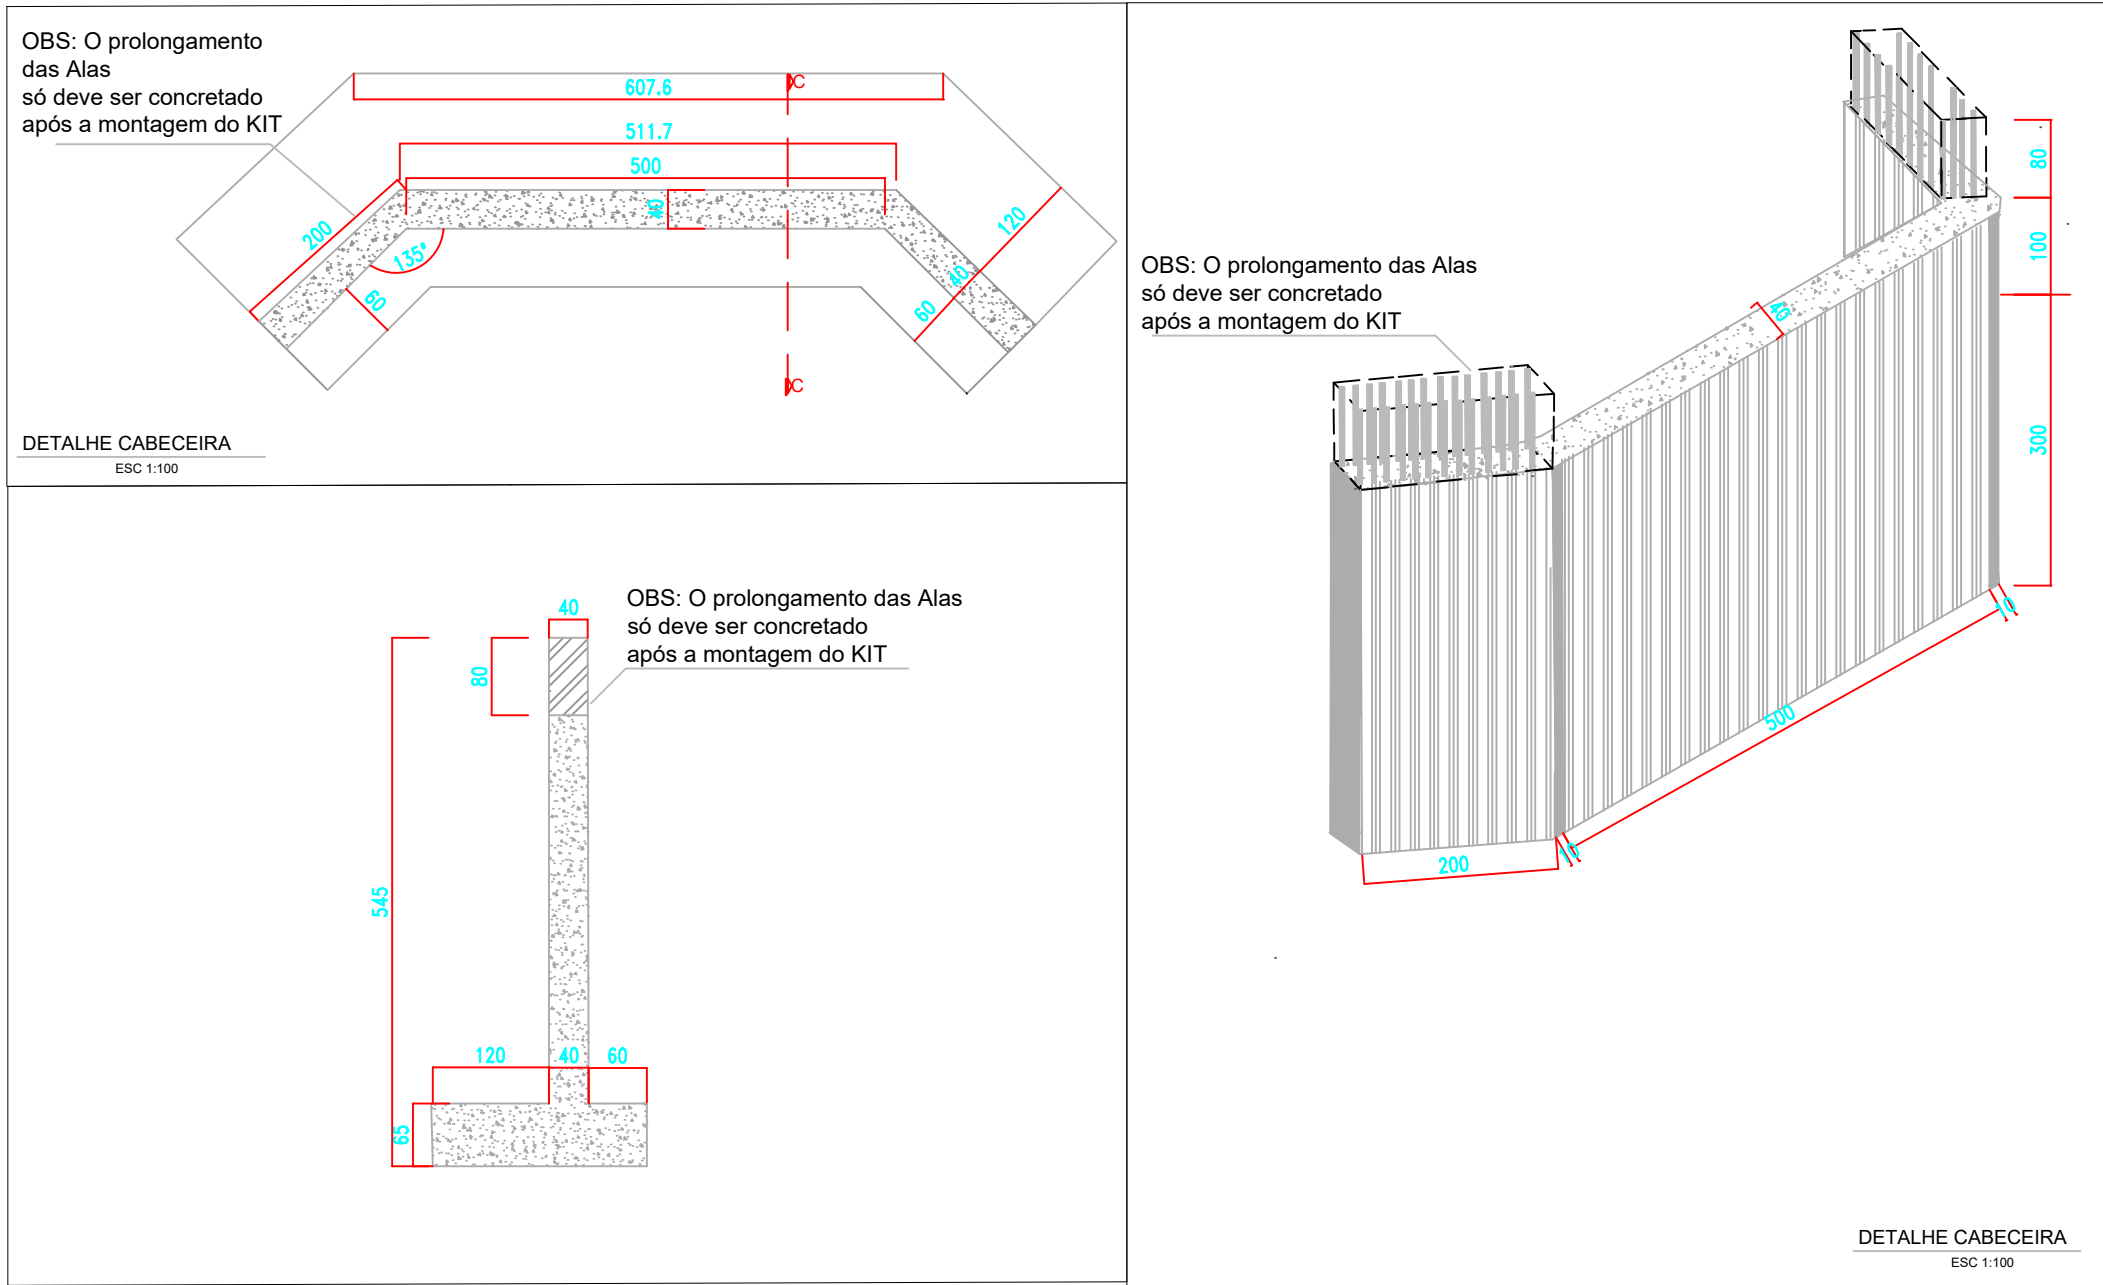 OBS: O prolongamento
das Alas
só deve ser concretado
após a montagem do KIT
607.6
C
511.7
500
40
200
135°
60
120
40
60
C
DETALHE CABECEIRA
ESC 1:100
OBS: O prolongamento das Alas
só deve ser concretado
após a montagem do KIT
40
80
545
120
40
60
65
OBS: O prolongamento das Alas
só deve ser concretado
após a montagem do KIT
80
100
300
40
10
500
10
200
DETALHE CABECEIRA
ESC 1:100